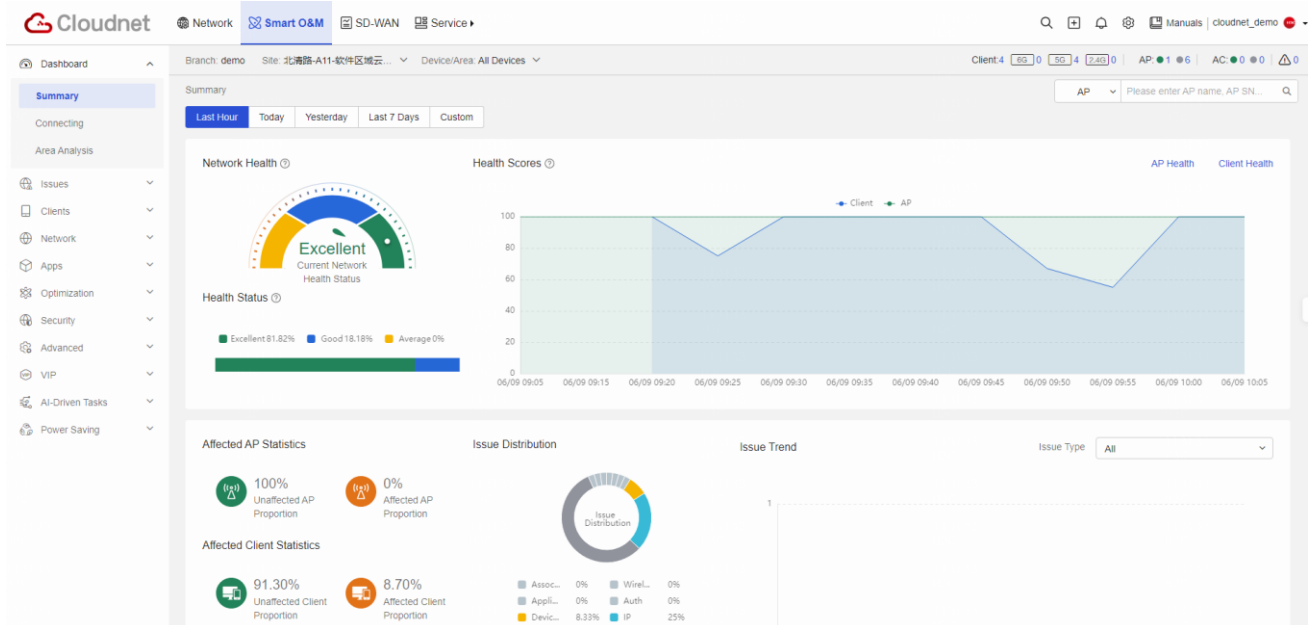 Cloudnet
Network Smart O&M SD-WAN Service
Manuals cloudnet_demo
Dashboard
Summary
Connecting
Area Analysis
Issues
Clients
Network
Apps
Optimization
Security
Advanced
VIP
AI-Driven Tasks
Power Saving
Branch: demo Site: 北清路-A11-软件区域云... Device/Area: All Devices
Client:4 6G 0 5G 4 2.4G 0 AP: 1 6 AC: 0 0 0
Summary
AP Please enter AP name, AP SN...
Last Hour Today Yesterday Last 7 Days Custom
Network Health
Excellent
Current Network
Health Status
Health Status
Excellent 81.82% Good 18.18% Average 0%
Health Scores
AP Health Client Health
Client AP
100
80
60
40
20
0
06/09 09:05 06/09 09:15 06/09 09:20 06/09 09:25 06/09 09:30 06/09 09:35 06/09 09:40 06/09 09:45 06/09 09:50 06/09 09:55 06/09 10:00 06/09 10:05
Affected AP Statistics
100%
Unaffected AP
Proportion
0%
Affected AP
Proportion
Affected Client Statistics
91.30%
Unaffected Client
Proportion
8.70%
Affected Client
Proportion
Issue Distribution
Issue
Distribution
Assoc... 0% Wirel... 0%
Appli... 0% Auth 0%
Devic... 8.33% IP 25%
Issue Trend
Issue Type All
1